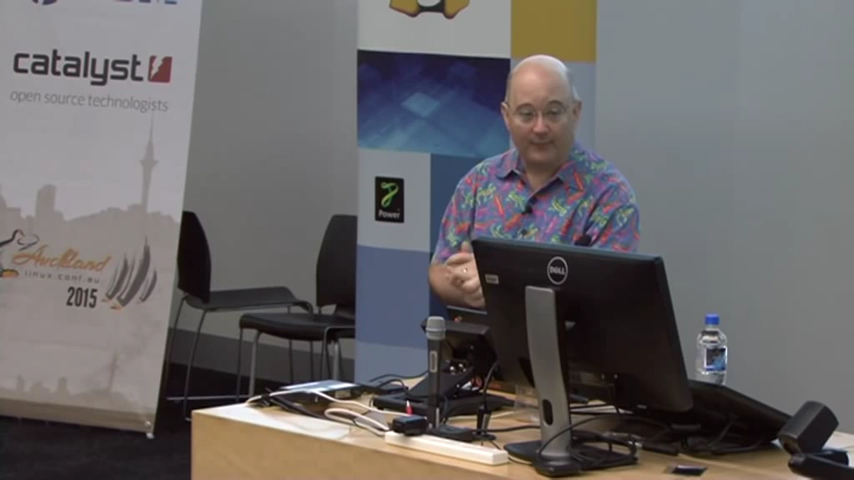 catalyst
open source technologists
Auckland
linux.conf.au
2015
Power
DELL